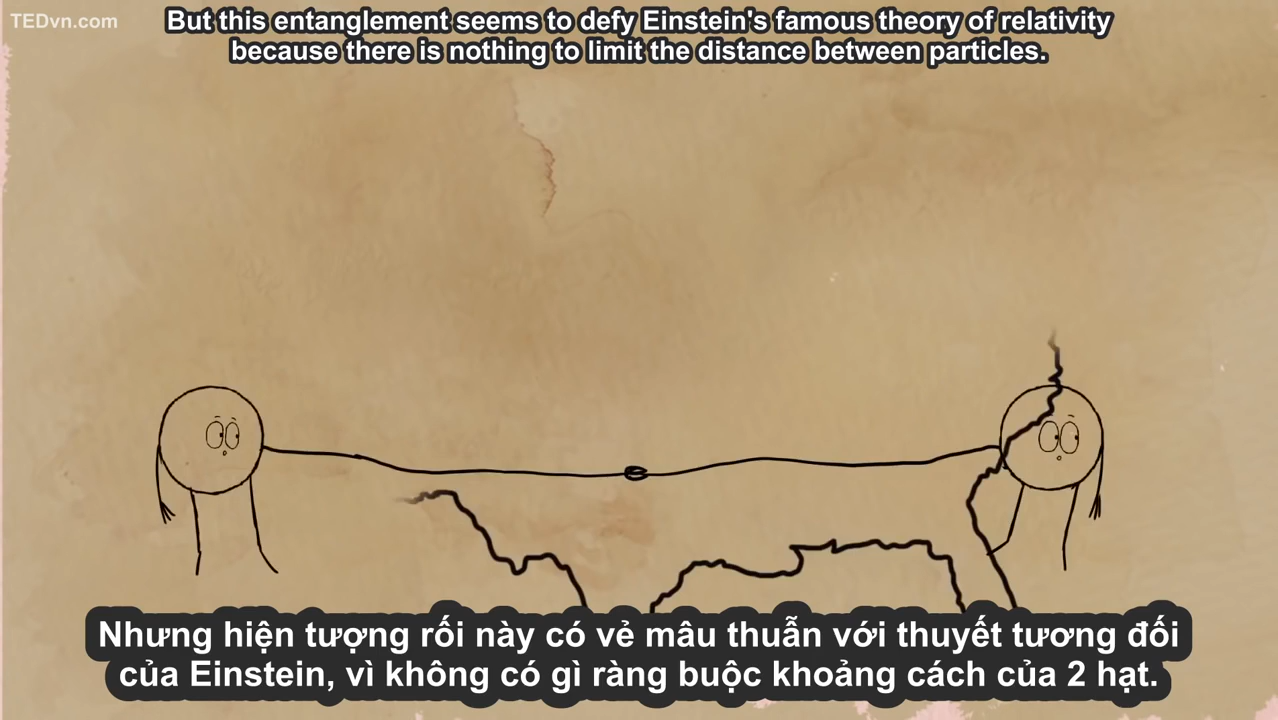 TEDvn.com
But this entanglement seems to defy Einstein's famous theory of relativity
because there is nothing to limit the distance between particles.
Nhưng hiện tượng rối này có vẻ mâu thuẫn với thuyết tương đối
của Einstein, vì không có gì ràng buộc khoảng cách của 2 hạt.